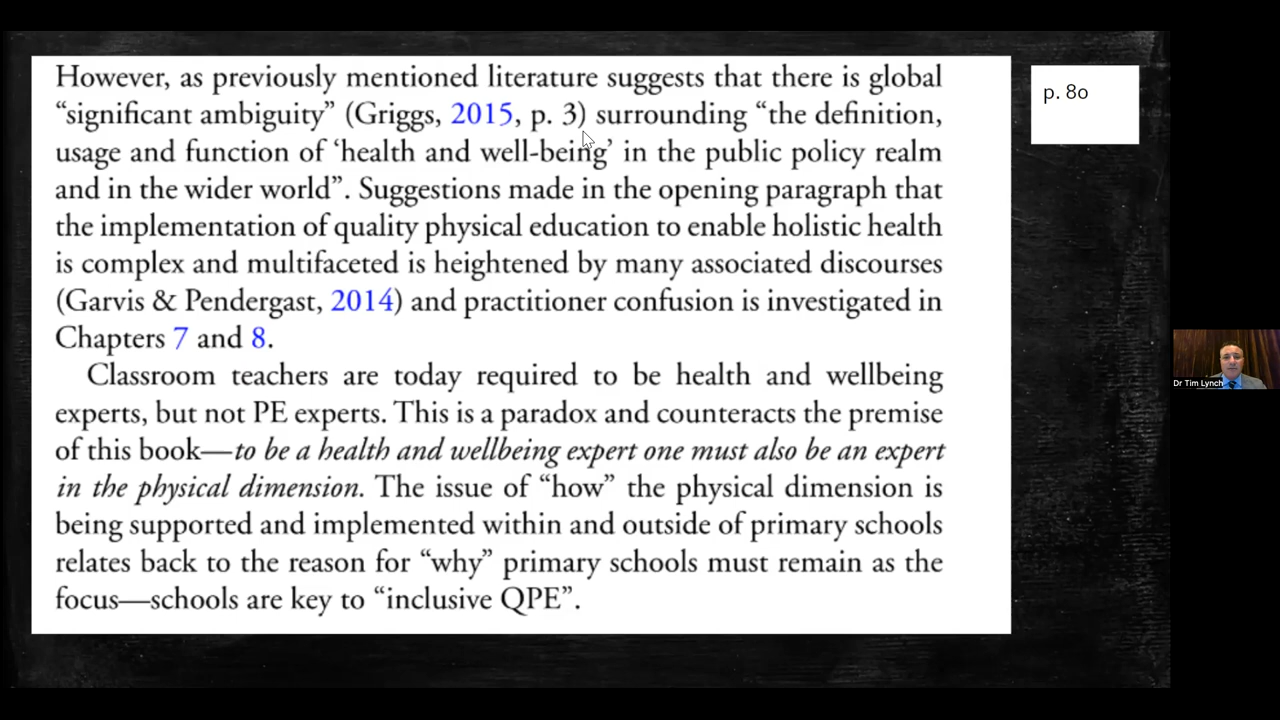 However, as previously mentioned literature suggests that there is global
“significant ambiguity” (Griggs, 2015, p. 3) surrounding “the definition,
usage and function of ‘health and well-being’ in the public policy realm
and in the wider world”. Suggestions made in the opening paragraph that
the implementation of quality physical education to enable holistic health
is complex and multifaceted is heightened by many associated discourses
(Garvis & Pendergast, 2014) and practitioner confusion is investigated in
Chapters 7 and 8.
Classroom teachers are today required to be health and wellbeing
experts, but not PE experts. This is a paradox and counteracts the premise
of this book—to be a health and wellbeing expert one must also be an expert
in the physical dimension. The issue of “how” the physical dimension is
being supported and implemented within and outside of primary schools
relates back to the reason for “why” primary schools must remain as the
focus—schools are key to “inclusive QPE”.
p. 80
Dr Tim Lynch